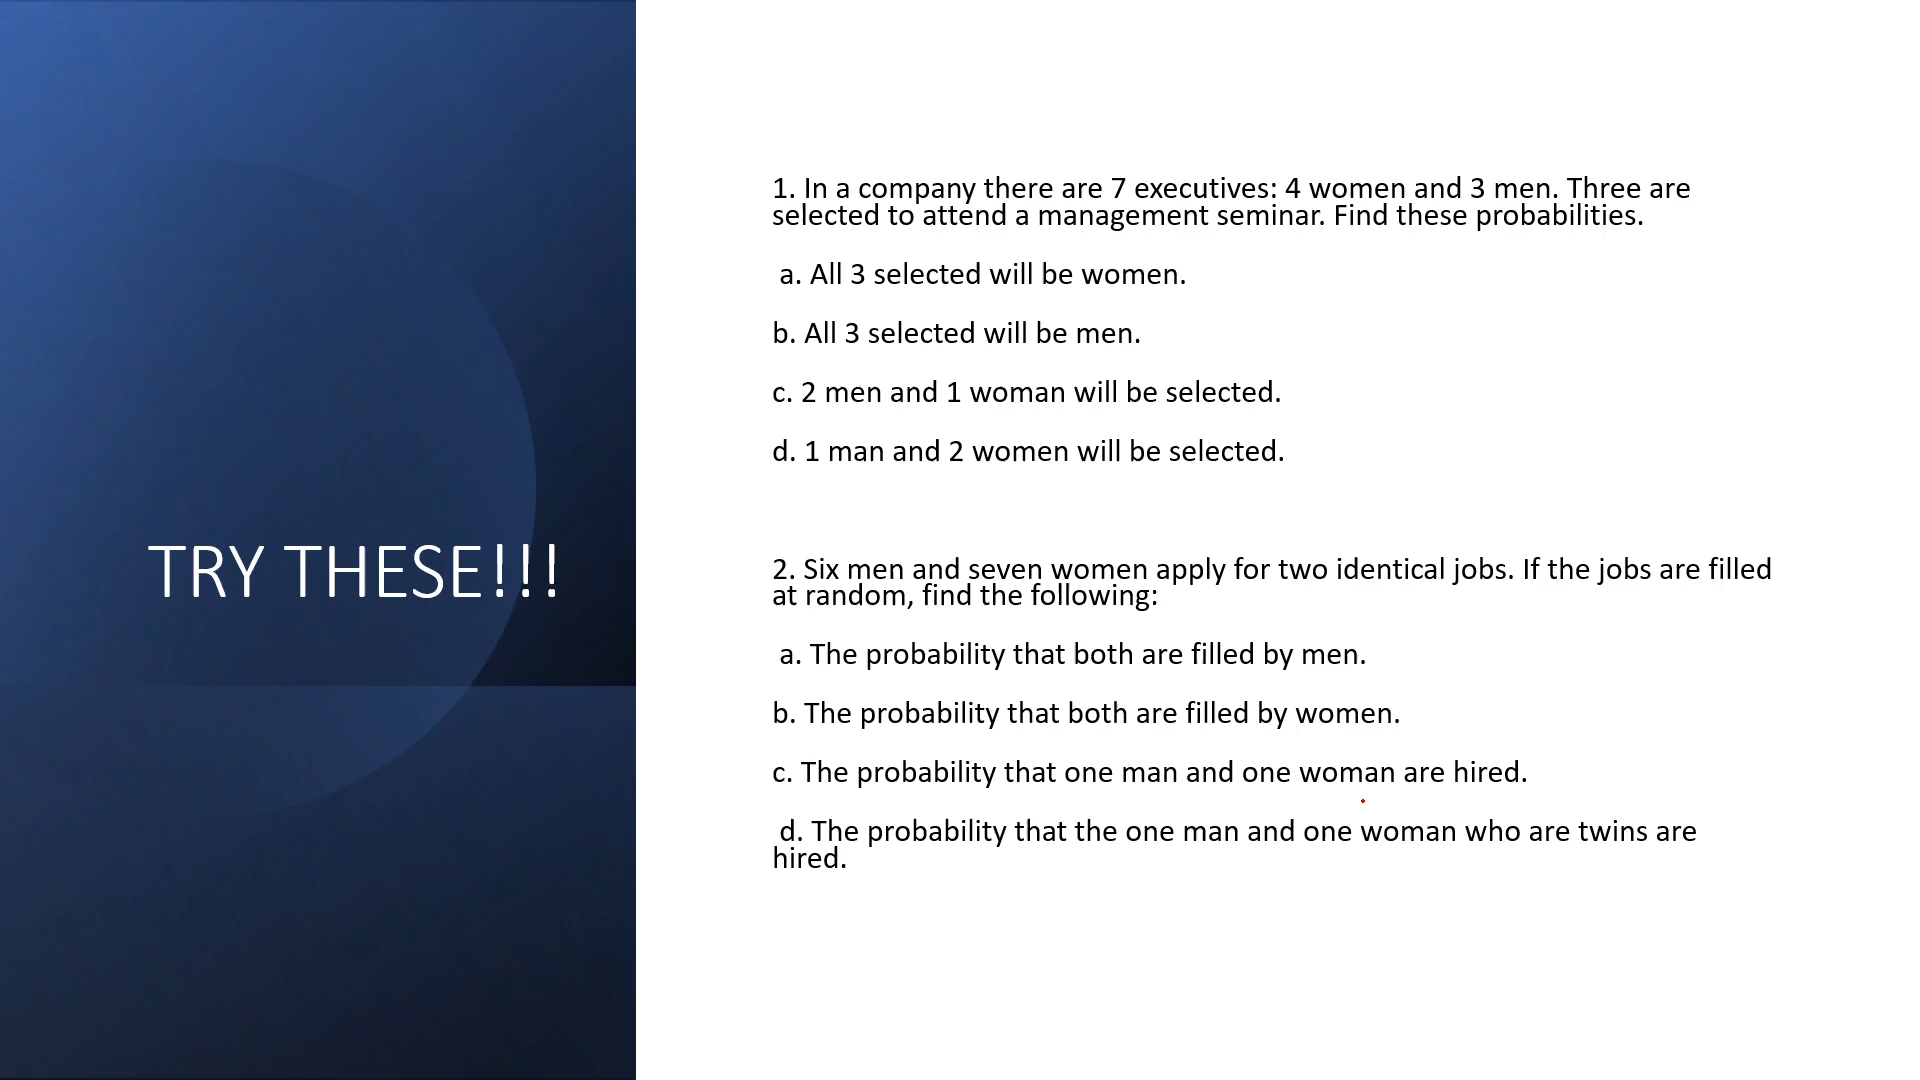 TRY THESE!!!
1. In a company there are 7 executives: 4 women and 3 men. Three are
selected to attend a management seminar. Find these probabilities.
a. All 3 selected will be women.
b. All 3 selected will be men.
c. 2 men and 1 woman will be selected.
d. 1 man and 2 women will be selected.
2. Six men and seven women apply for two identical jobs. If the jobs are filled
at random, find the following:
a. The probability that both are filled by men.
b. The probability that both are filled by women.
c. The probability that one man and one woman are hired.
d. The probability that the one man and one woman who are twins are
hired.